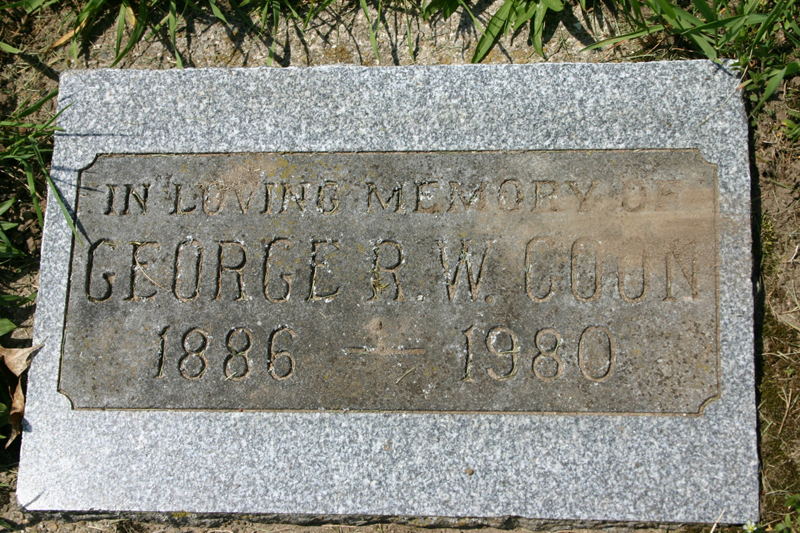 IN LOVING MEMORY OF
GEORGE R.W. COON
1886 1980